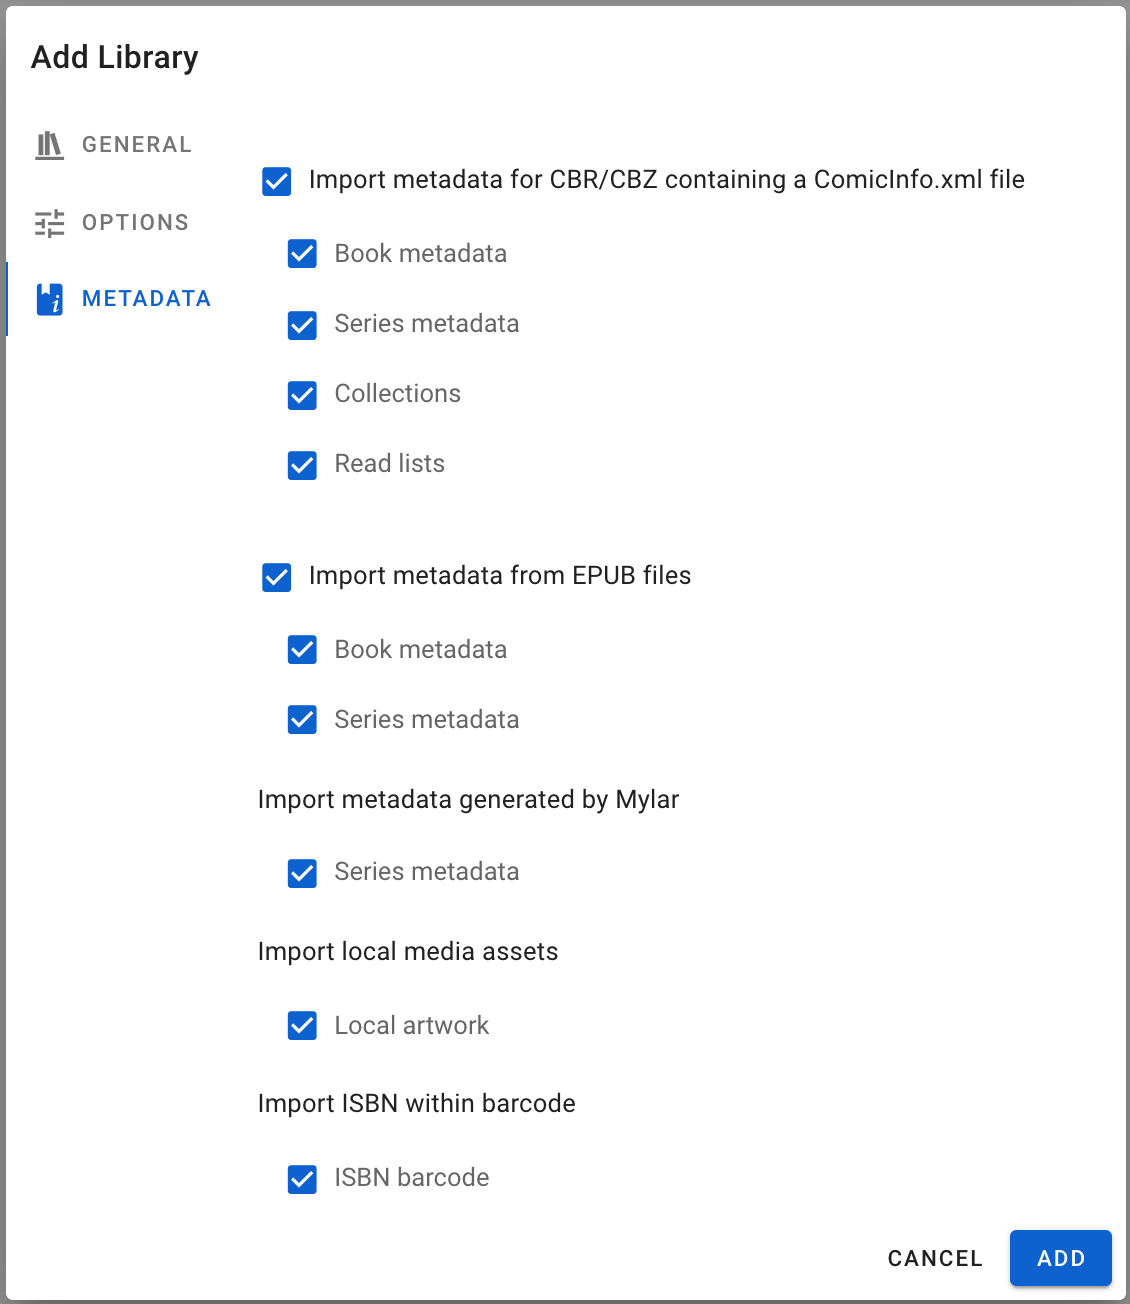 Add Library
GENERAL
OPTIONS
METADATA
Import metadata for CBR/CBZ containing a ComicInfo.xml file
Book metadata
Series metadata
Collections
Read lists
Import metadata from EPUB files
Book metadata
Series metadata
Import metadata generated by Mylar
Series metadata
Import local media assets
Local artwork
Import ISBN within barcode
ISBN barcode
CANCEL
ADD